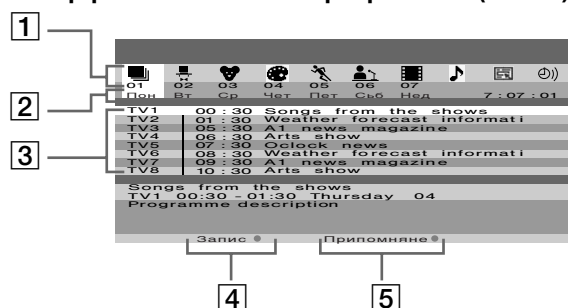 1
01 02 03 04 05 06 07
2
Пон Вт Ср Чет Пет Съб Нед 7:07:01
3
TV1 00:30 Songs from the shows
TV2 01:30 Weather forecast informati
TV3 05:30 A1 news magazine
TV6 06:30 Arts show
TV5 07:30 Oclock news
TV6 08:30 Weather forecast informati
TV7 09:30 A1 news magazine
TV8 10:30 Arts show
Songs from the shows
TV1 00:30 - 01:30 Thursday 04
Programme description
Запис Припомняне
4 5